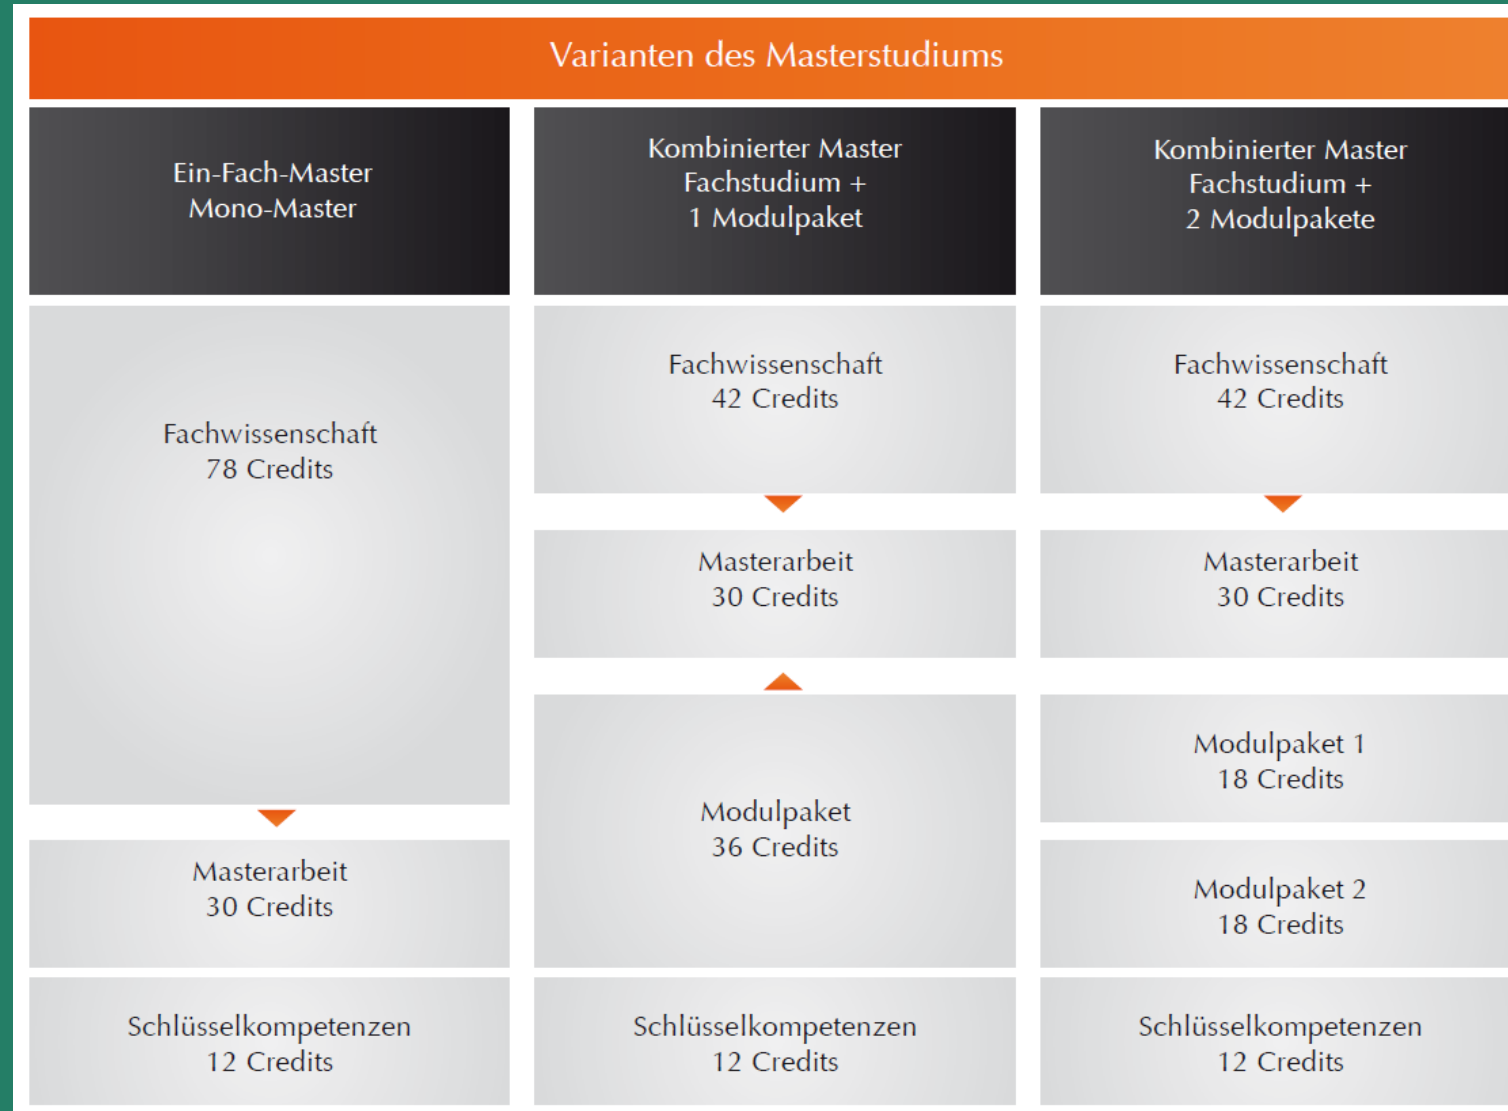 Varianten des Masterstudiums
Ein-Fach-Master
Mono-Master
Kombinierter Master
Fachstudium +
1 Modulpaket
Kombinierter Master
Fachstudium +
2 Modulpakete
Fachwissenschaft
78 Credits
Masterarbeit
30 Credits
Schlüsselkompetenzen
12 Credits
Fachwissenschaft
42 Credits
Masterarbeit
30 Credits
Modulpaket
36 Credits
Schlüsselkompetenzen
12 Credits
Fachwissenschaft
42 Credits
Masterarbeit
30 Credits
Modulpaket 1
18 Credits
Modulpaket 2
18 Credits
Schlüsselkompetenzen
12 Credits